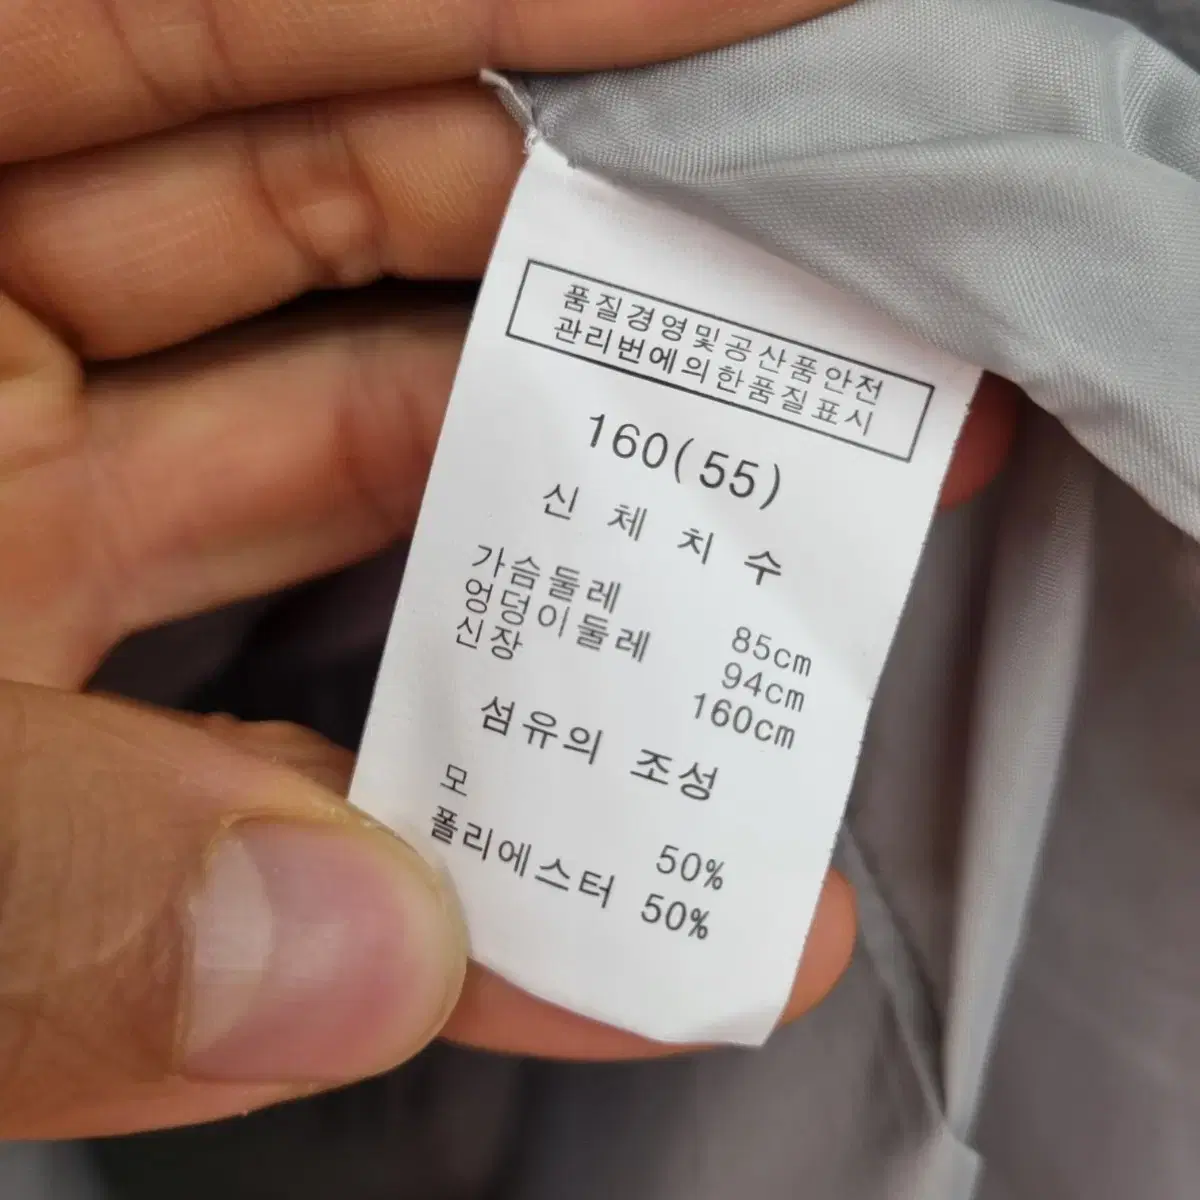 품질경영및공산품안전
관리번에의한품질표시
160(55)
신 체 치 수
가슴둘레 85cm
엉덩이둘레 94cm
신장 160cm
섬유의 조성
모 50%
폴리에스터 50%